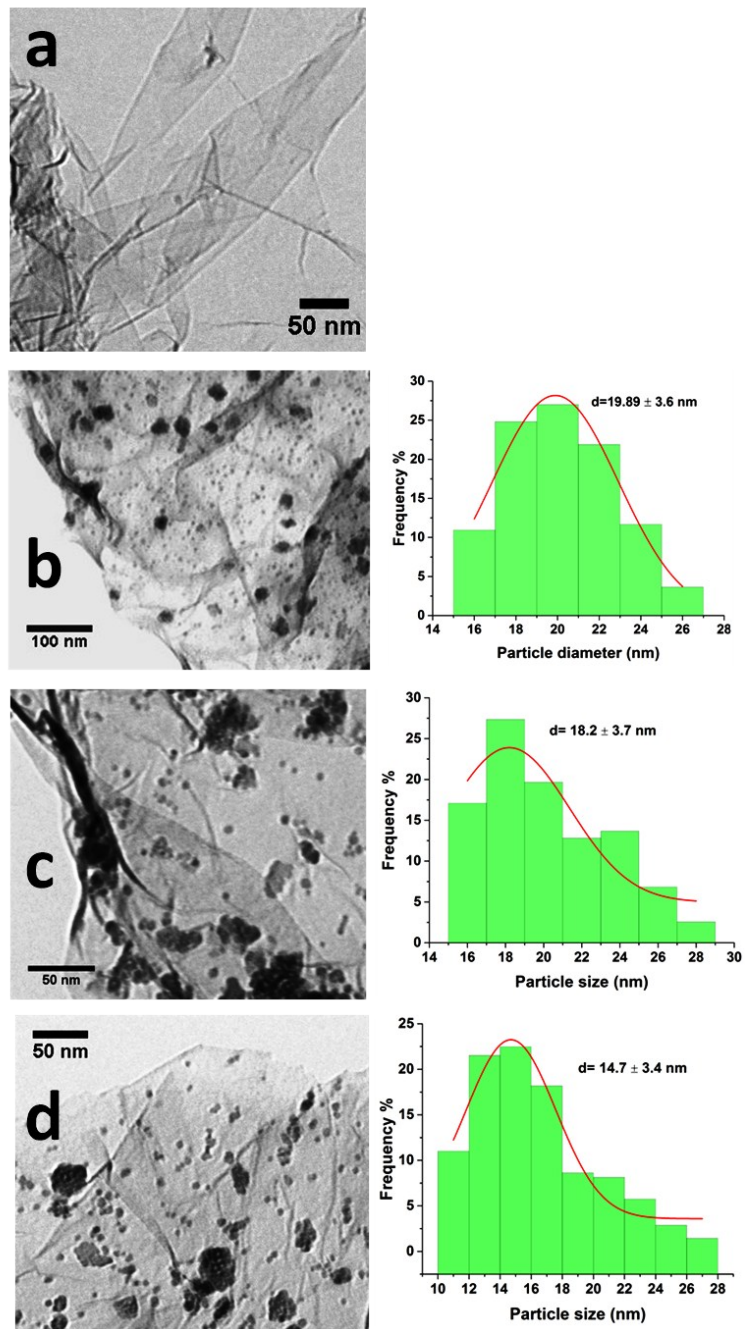 a
50 nm
b
100 nm
30
25
20
15
10
5
0
Frequency %
d=19.89 ± 3.6 nm
14 16 18 20 22 24 26 28
Particle diameter (nm)
c
50 nm
30
25
20
15
10
5
0
Frequency %
d= 18.2 ± 3.7 nm
14 16 18 20 22 24 26 28 30
Particle size (nm)
50 nm
d
25
20
15
10
5
0
Frequency %
d= 14.7 ± 3.4 nm
10 12 14 16 18 20 22 24 26 28
Particle size (nm)